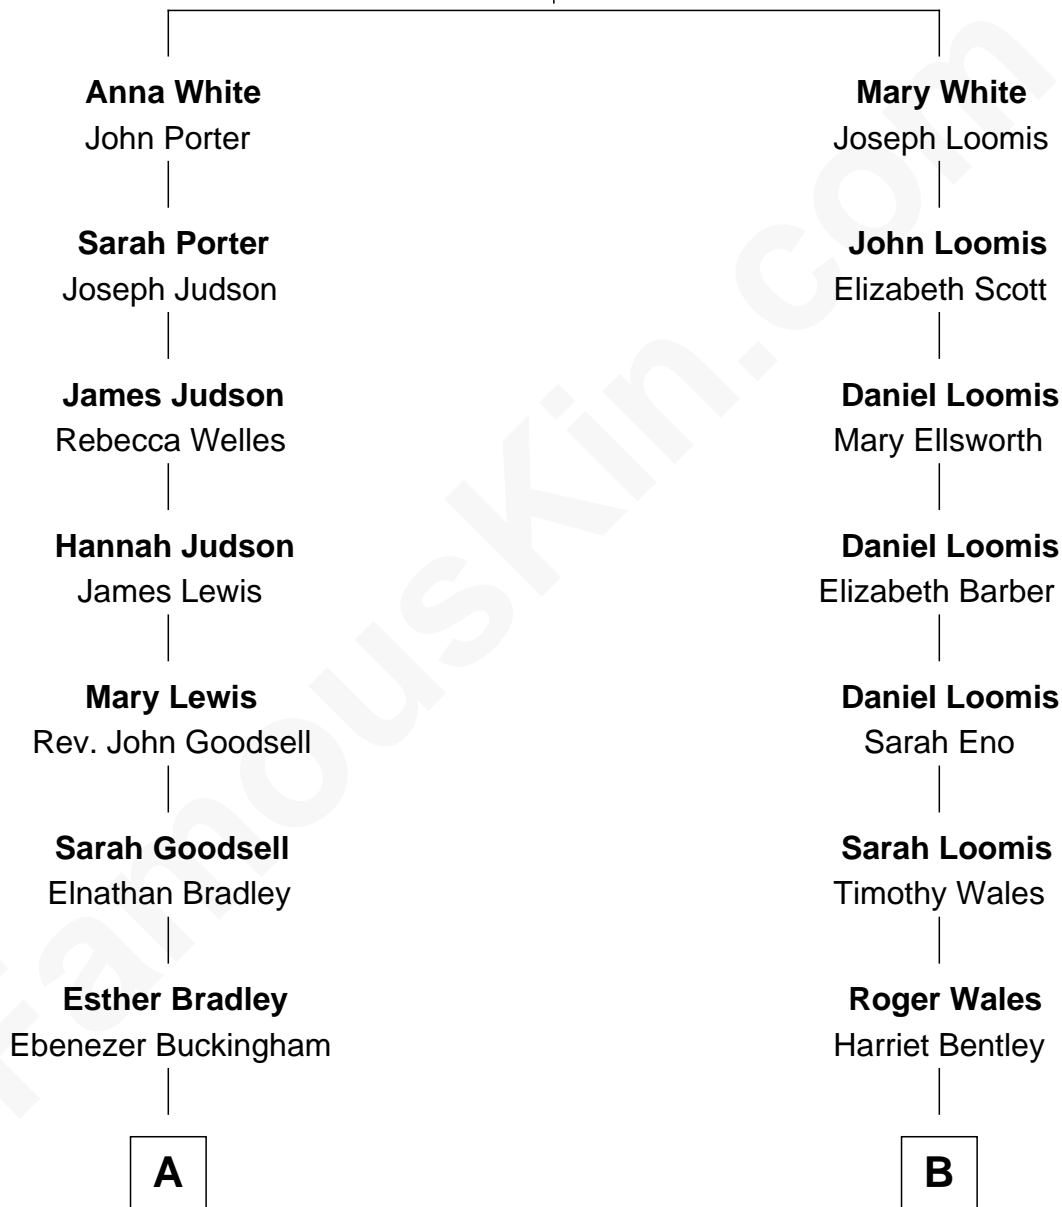 Anna White
John Porter
Sarah Porter
Joseph Judson
James Judson
Rebecca Welles
Hannah Judson
James Lewis
Mary Lewis
Rev. John Goodsell
Sarah Goodsell
Elnathan Bradley
Esther Bradley
Ebenezer Buckingham
A
Mary White
Joseph Loomis
John Loomis
Elizabeth Scott
Daniel Loomis
Mary Ellsworth
Daniel Loomis
Elizabeth Barber
Daniel Loomis
Sarah Eno
Sarah Loomis
Timothy Wales
Roger Wales
Harriet Bentley
B
FamousKin.com